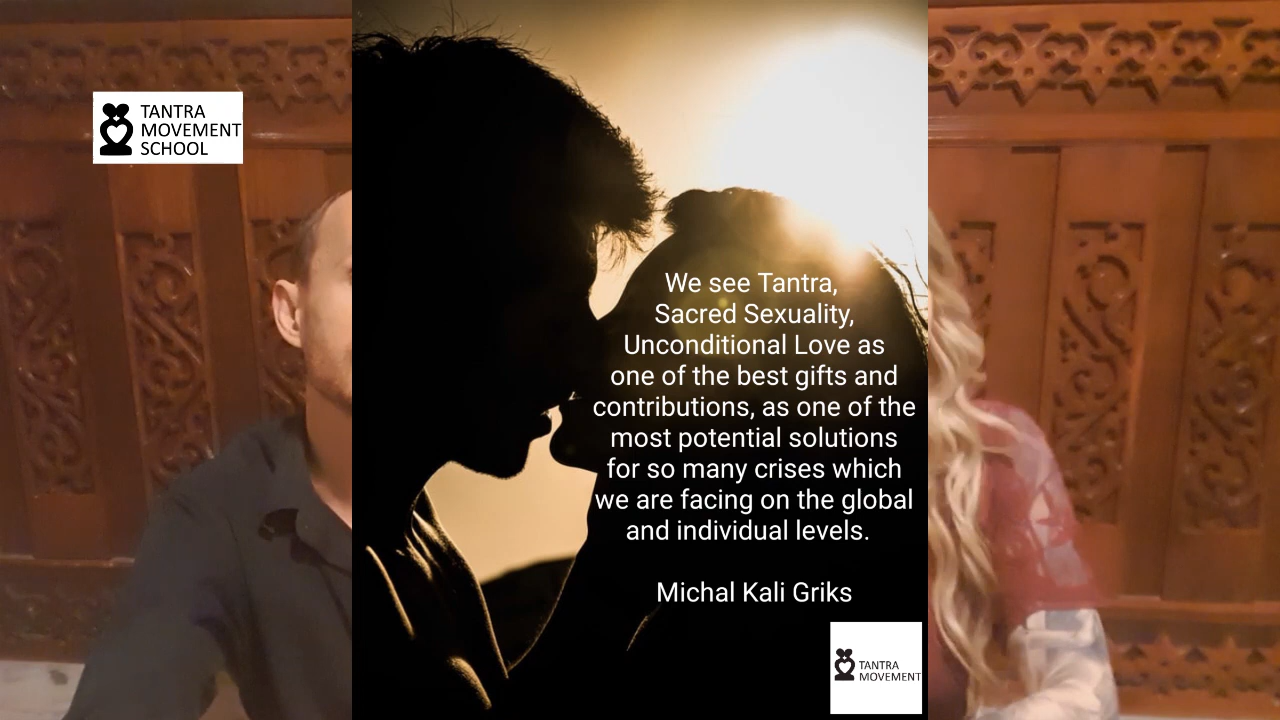 TANTRA
MOVEMENT
SCHOOL
We see Tantra,
Sacred Sexuality,
Unconditional Love as
one of the best gifts and
contributions, as one of the
most potential solutions
for so many crises which
we are facing on the global
and individual levels.
Michal Kali Griks
TANTRA
MOVEMENT